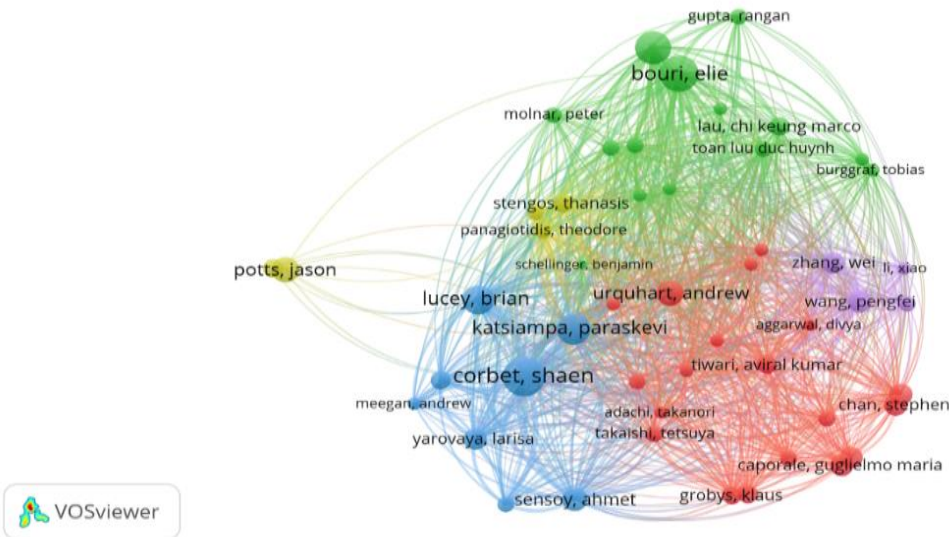 gupta, rangan
bouri, elie
molnar, peter
lau, chi keung marco
toan luu duc huynh
burggraf, tobias
stengos, thanasis
panagiotidis, theodore
schellinger, benjamin
zhang, wei
li, xiao
potts, jason
lucey, brian
urquhart, andrew
wang, pengfei
katsiampa, paraskevi
aggarwal, divya
tiwari, aviral kumar
corbet, shaen
meegan, andrew
adachi, takanori
chan, stephen
yarovaya, larisa
takaishi, tetsuya
caporale, guglielmo maria
sensoy, ahmet
grobys, klaus
VOSviewer